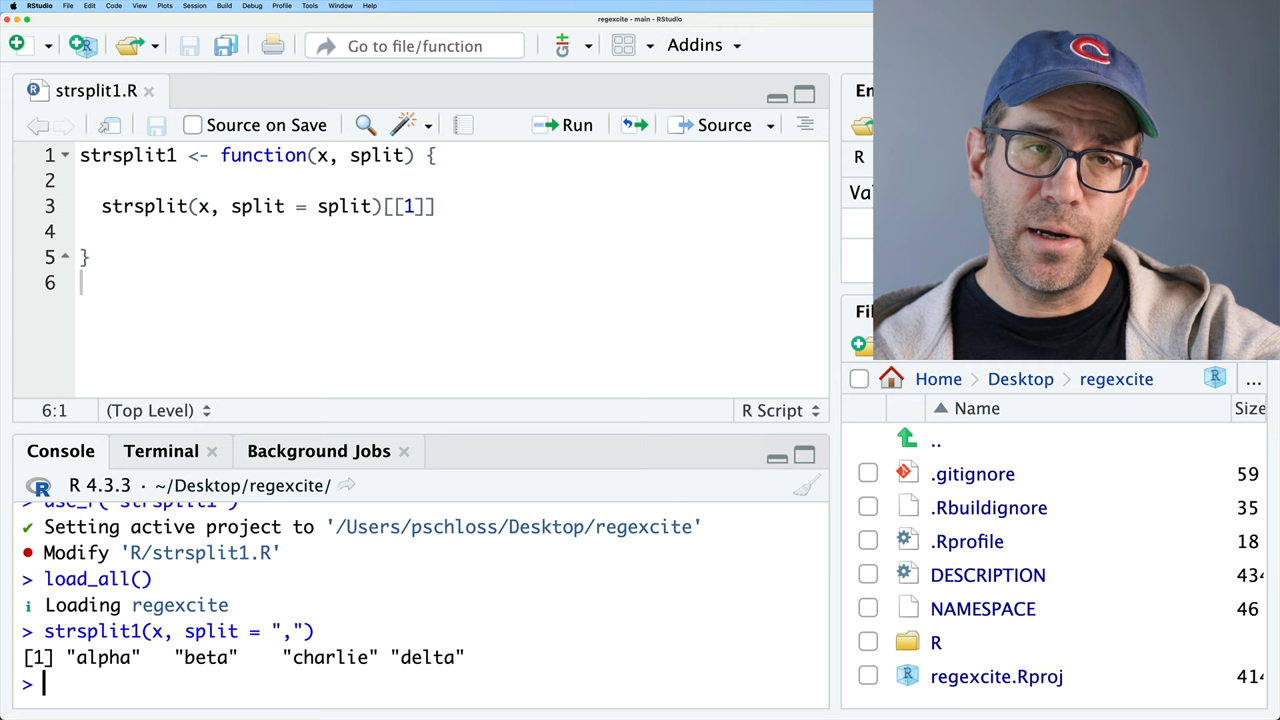 RStudio File Edit Code View Plots Session Build Debug Profile Tools Window Help
regexcite - main - RStudio
Go to file/function Addins
strsplit1.R
Source on Save Run Source
1 strsplit1 <- function(x, split) {
2
3 strsplit(x, split = split)[[1]]
4
5 }
6
6:1 (Top Level) R Script
Console Terminal Background Jobs
R 4.3.3 · ~/Desktop/regexcite/
✔ Setting active project to '/Users/pschloss/Desktop/regexcite'
● Modify 'R/strsplit1.R'
> load_all()
ℹ Loading regexcite
> strsplit1(x, split = ",")
[1] "alpha" "beta" "charlie" "delta"
>
En
R
Va
Fil
Home Desktop regexcite ...
Name Size
..
.gitignore 59
.Rbuildignore 35
.Rprofile 18
DESCRIPTION 434
NAMESPACE 46
R
regexcite.Rproj 414
C